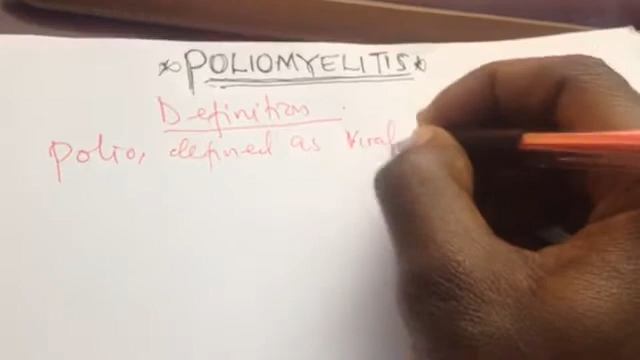 *POLIOMYELITIS*
Definition.
Polio, defined as viral